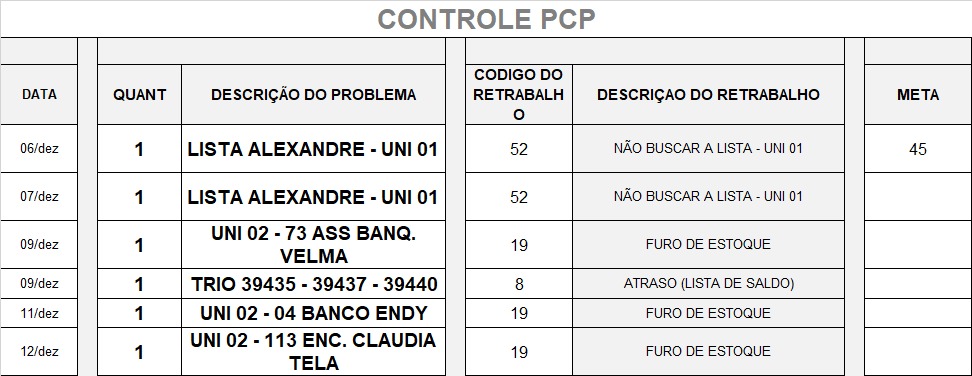 CONTROLE PCP
DATA QUANT DESCRIÇÃO DO PROBLEMA CODIGO DO RETRABALH O DESCRIÇAO DO RETRABALHO META
06/dez 1 LISTA ALEXANDRE - UNI 01 52 NÃO BUSCAR A LISTA - UNI 01 45
07/dez 1 LISTA ALEXANDRE - UNI 01 52 NÃO BUSCAR A LISTA - UNI 01
09/dez 1 UNI 02 - 73 ASS BANQ. VELMA 19 FURO DE ESTOQUE
09/dez 1 TRIO 39435 - 39437 - 39440 8 ATRASO (LISTA DE SALDO)
11/dez 1 UNI 02 - 04 BANCO ENDY 19 FURO DE ESTOQUE
12/dez 1 UNI 02 - 113 ENC. CLAUDIA TELA 19 FURO DE ESTOQUE